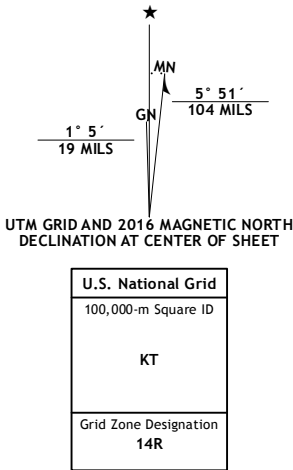 ★
MN
GN
5° 51´
104 MILS
1° 5´
19 MILS
UTM GRID AND 2016 MAGNETIC NORTH
DECLINATION AT CENTER OF SHEET
U.S. National Grid
100,000-m Square ID
KT
Grid Zone Designation
14R